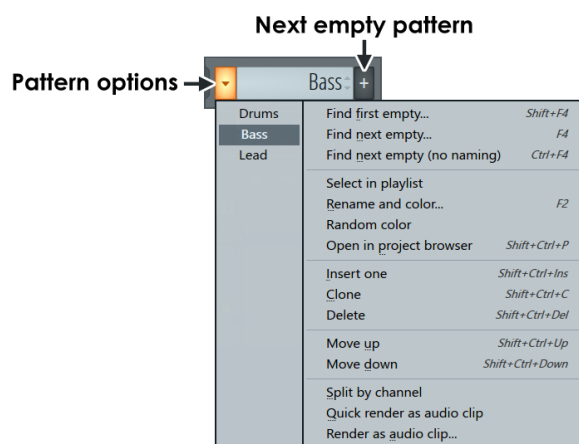 Next empty pattern
Pattern options
Bass
+
Drums
Bass
Lead
Find first empty... Shift+F4
Find next empty... F4
Find next empty (no naming) Ctrl+F4
Select in playlist
Rename and color... F2
Random color
Open in project browser Shift+Ctrl+P
Insert one Shift+Ctrl+Ins
Clone Shift+Ctrl+C
Delete Shift+Ctrl+Del
Move up Shift+Ctrl+Up
Move down Shift+Ctrl+Down
Split by channel
Quick render as audio clip
Render as audio clip...